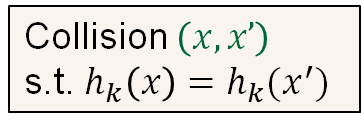 Collision (x, x′)
s.t. hₖ(x) = hₖ(x′)